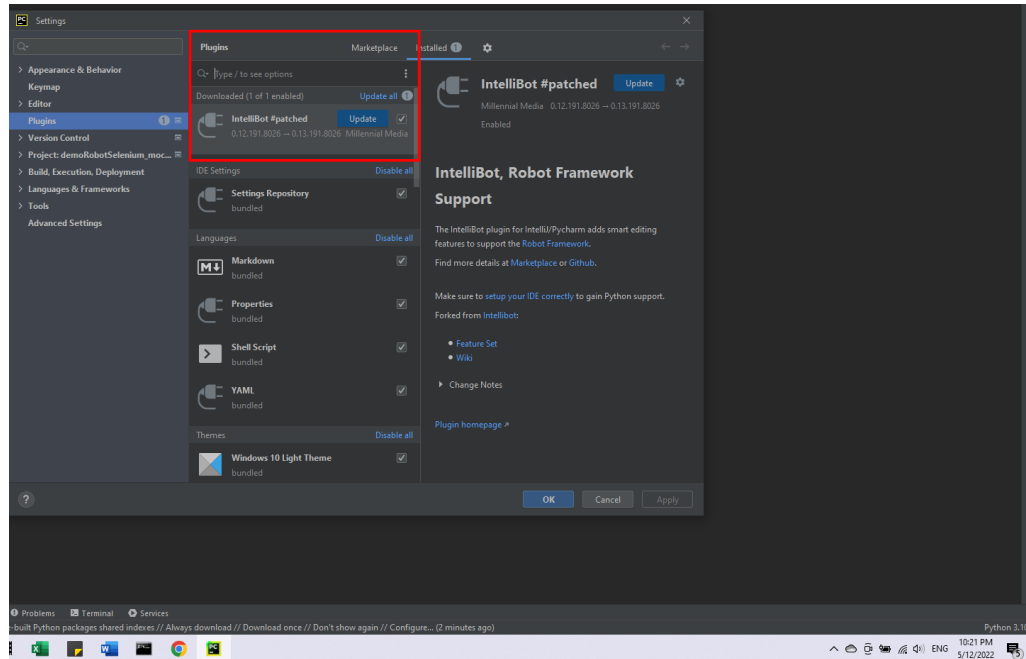 PC Settings
Plugins Marketplace Installed 1
> Appearance & Behavior
Keymap
> Editor
Plugins 1
> Version Control
> Project: demoRobotSelenium_moc...
> Build, Execution, Deployment
> Languages & Frameworks
> Tools
Advanced Settings
Type / to see options
Downloaded (1 of 1 enabled) Update all 1
IntelliBot #patched Update
0.12.191.8026 → 0.13.191.8026 Millennial Media
IDE Settings Disable all
Settings Repository
bundled
Languages Disable all
M↓ Markdown
bundled
Properties
bundled
Shell Script
bundled
YAML
bundled
Themes Disable all
Windows 10 Light Theme
bundled
IntelliBot #patched Update
Millennial Media 0.12.191.8026 → 0.13.191.8026
Enabled
IntelliBot, Robot Framework
Support
The IntelliBot plugin for IntelliJ/Pycharm adds smart editing
features to support the Robot Framework.
Find more details at Marketplace or Github.
Make sure to setup your IDE correctly to gain Python support.
Forked from Intellibot:
• Feature Set
• Wiki
Change Notes
Plugin homepage ↗
? OK Cancel Apply
Problems Terminal Services
-built Python packages shared indexes // Always download // Download once // Don't show again // Configure... (2 minutes ago) Python 3.10
ENG 10:21 PM
5/12/2022 5